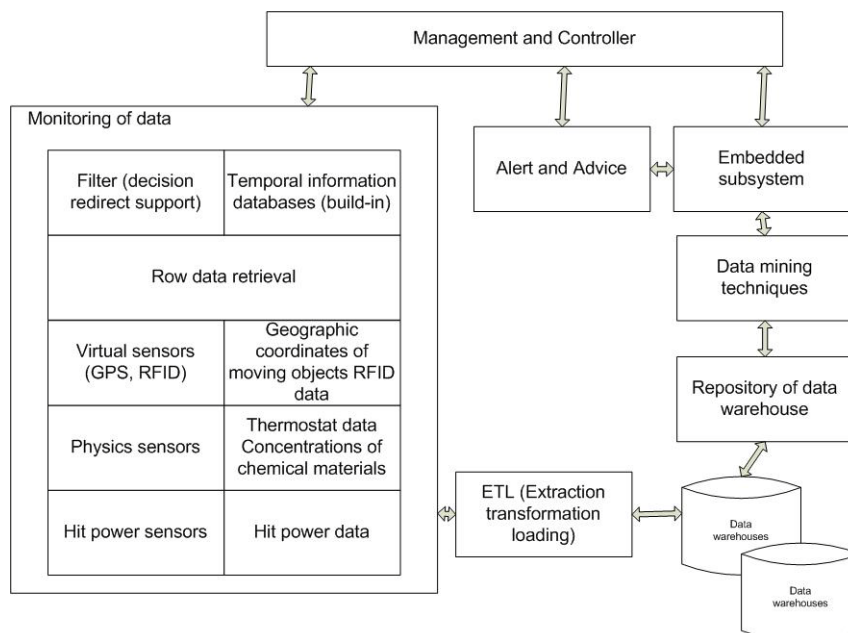 Management and Controller
Monitoring of data
Filter (decision
redirect support)
Temporal information
databases (build-in)
Row data retrieval
Virtual sensors
(GPS, RFID)
Geographic
coordinates of
moving objects RFID
data
Physics sensors
Thermostat data
Concentrations of
chemical materials
Hit power sensors
Hit power data
Alert and Advice
Embedded
subsystem
Data mining
techniques
Repository of data
warehouse
ETL (Extraction
transformation
loading)
Data
warehouses
Data
warehouses